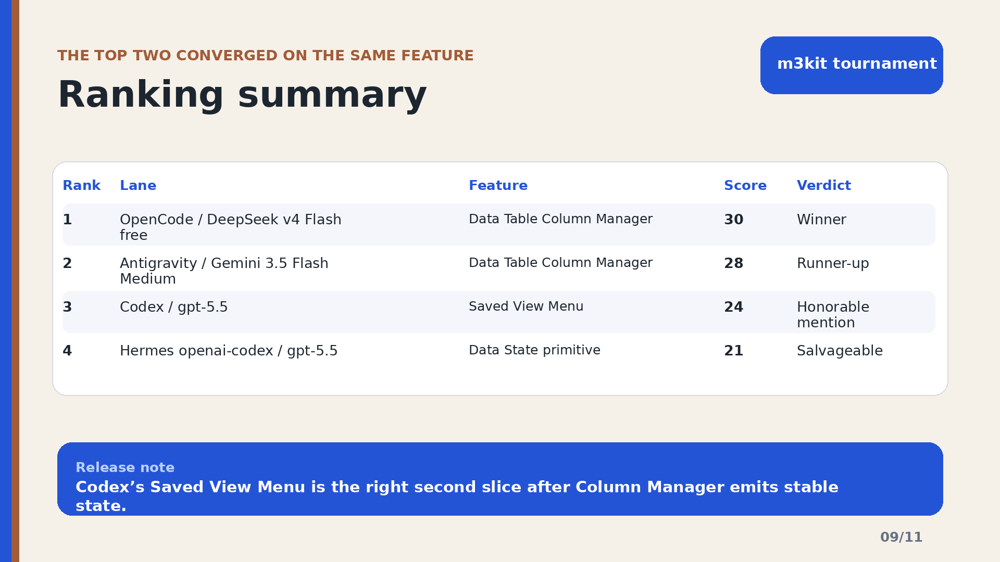 THE TOP TWO CONVERGED ON THE SAME FEATURE
m3kit tournament
Ranking summary
Rank Lane Feature Score Verdict
1 OpenCode / DeepSeek v4 Flash Data Table Column Manager 30 Winner
free
2 Antigravity / Gemini 3.5 Flash Data Table Column Manager 28 Runner-up
Medium
3 Codex / gpt-5.5 Saved View Menu 24 Honorable
mention
4 Hermes openai-codex / gpt-5.5 Data State primitive 21 Salvageable
Release note
Codex’s Saved View Menu is the right second slice after Column Manager emits stable
state.
09/11